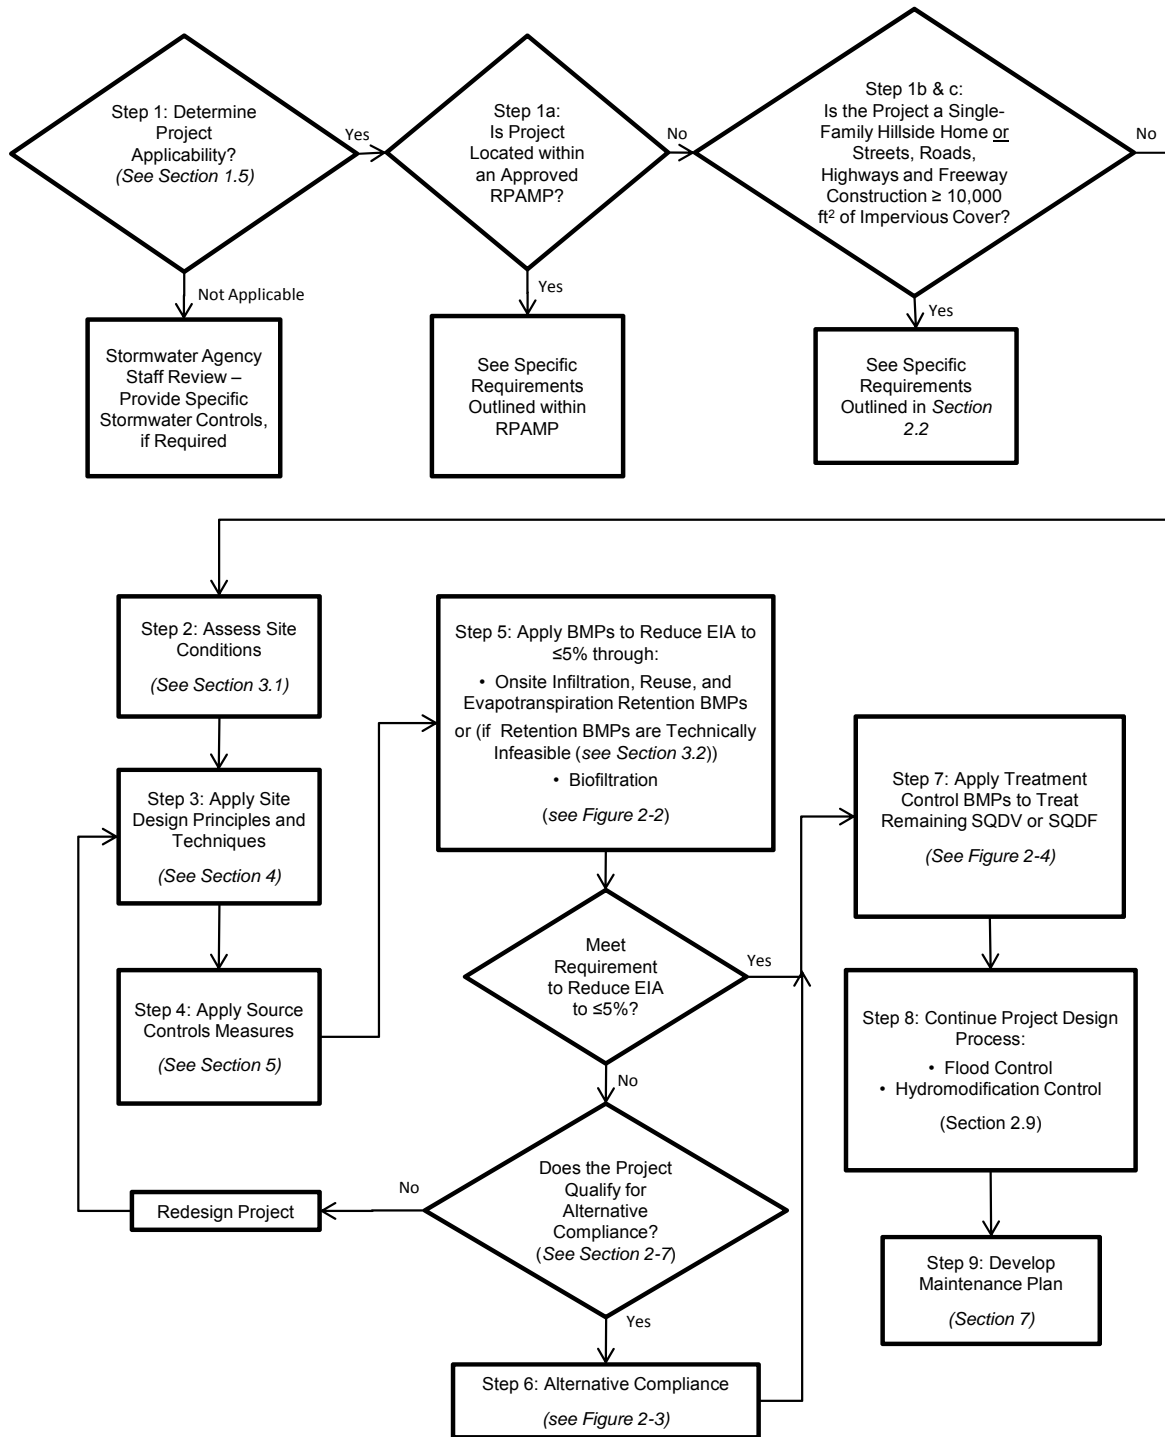 Step 1: Determine
Project
Applicability?
(See Section 1.5)
Yes
Not Applicable
Stormwater Agency
Staff Review –
Provide Specific
Stormwater Controls,
if Required
Step 1a:
Is Project
Located within
an Approved
RPAMP?
No
Yes
See Specific
Requirements
Outlined within
RPAMP
Step 1b & c:
Is the Project a Single-
Family Hillside Home or
Streets, Roads,
Highways and Freeway
Construction ≥ 10,000
ft² of Impervious Cover?
No
Yes
See Specific
Requirements
Outlined in Section
2.2
Step 2: Assess Site
Conditions
(See Section 3.1)
Step 3: Apply Site
Design Principles and
Techniques
(See Section 4)
Step 4: Apply Source
Controls Measures
(See Section 5)
Step 5: Apply BMPs to Reduce EIA to
≤5% through:
• Onsite Infiltration, Reuse, and
Evapotranspiration Retention BMPs
or (if Retention BMPs are Technically
Infeasible (see Section 3.2))
• Biofiltration
(see Figure 2-2)
Meet
Requirement
to Reduce EIA
to ≤5%?
Yes
No
Does the Project
Qualify for
Alternative
Compliance?
(See Section 2-7)
No
Redesign Project
Yes
Step 6: Alternative Compliance
(see Figure 2-3)
Step 7: Apply Treatment
Control BMPs to Treat
Remaining SQDV or SQDF
(See Figure 2-4)
Step 8: Continue Project Design
Process:
• Flood Control
• Hydromodification Control
(Section 2.9)
Step 9: Develop
Maintenance Plan
(Section 7)